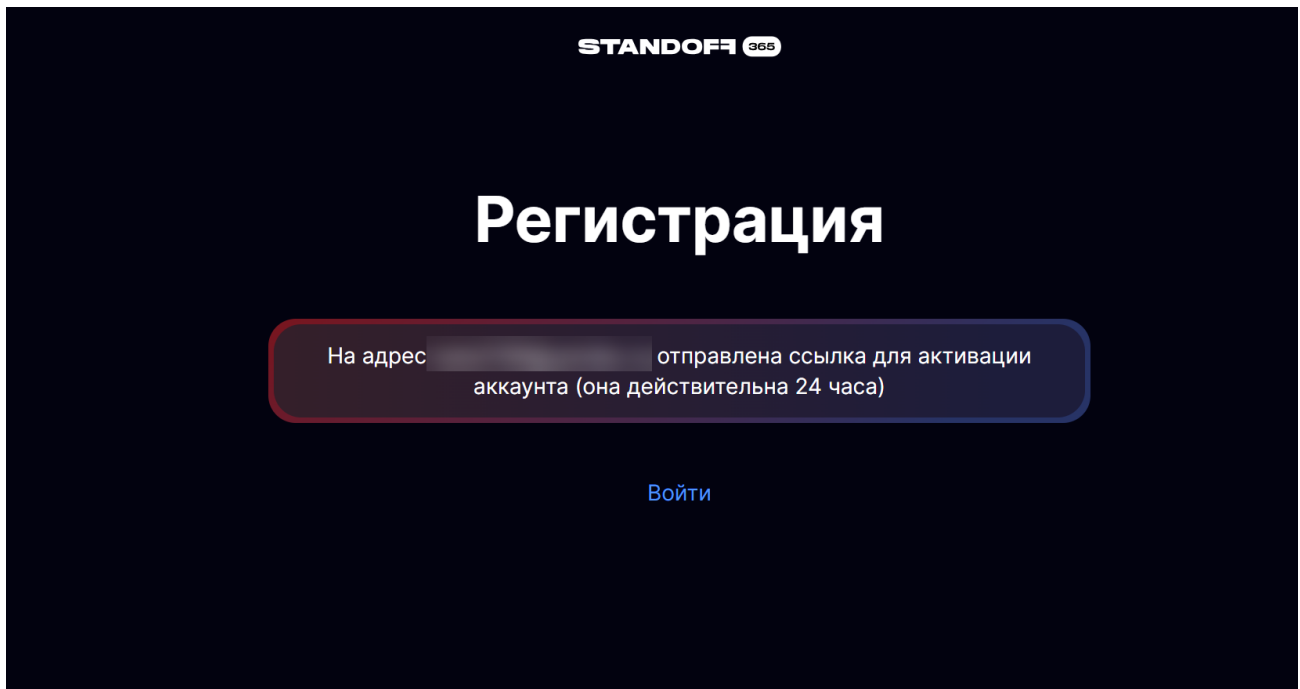 STANDOFF 365
Регистрация
На адрес отправлена ссылка для активации
аккаунта (она действительна 24 часа)
Войти